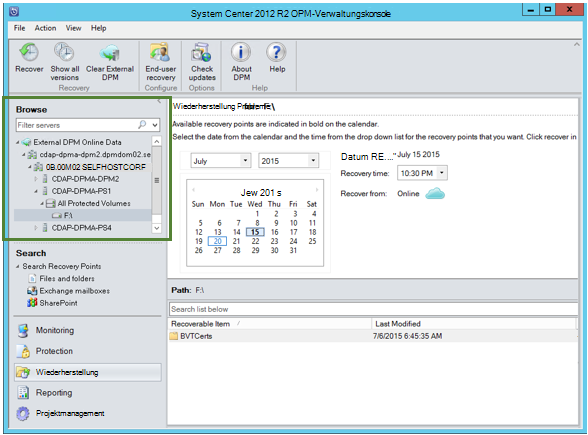 System Center 2012 R2 OPM-Verwaltungskonsole
File Action View Help
Recover Show all versions Clear External DPM End-user recovery Check updates About DPM Help
Recovery Configure Options Help
Browse
Filter servers
External DPM Online Data
cdap-dpma-dpm2.dpmdom02.se
0B.00M02 SELFHOSTCORF
CDAP-DPMA-DPM2
CDAP-DPMA-PS1
All Protected Volumes
F:\
CDAP-DPMA-PS4
Search
Search Recovery Points
Files and folders
Exchange mailboxes
SharePoint
Monitoring
Protection
Wiederherstellung
Reporting
Projektmanagement
Wiederherstellung
Available recovery points are indicated in bold on the calendar.
Select the date from the calendar and the time from the drop down list for the recovery points that you want. Click recover in
July 2015
Jew 201 s
Sun Mon Tue Wed Thu Fri Sat
1 2 3 4
5 6 7 8 9 10 11
12 13 14 15 16 17 18
19 20 21 22 23 24 25
26 27 28 29 30 31
Datum RE..." July 15 2015
Recovery time: 10:30 PM
Recover from: Online
Path: F:\
Search list below
Recoverable Item Last Modified
BVTCerts 7/6/2015 6:45:35 AM